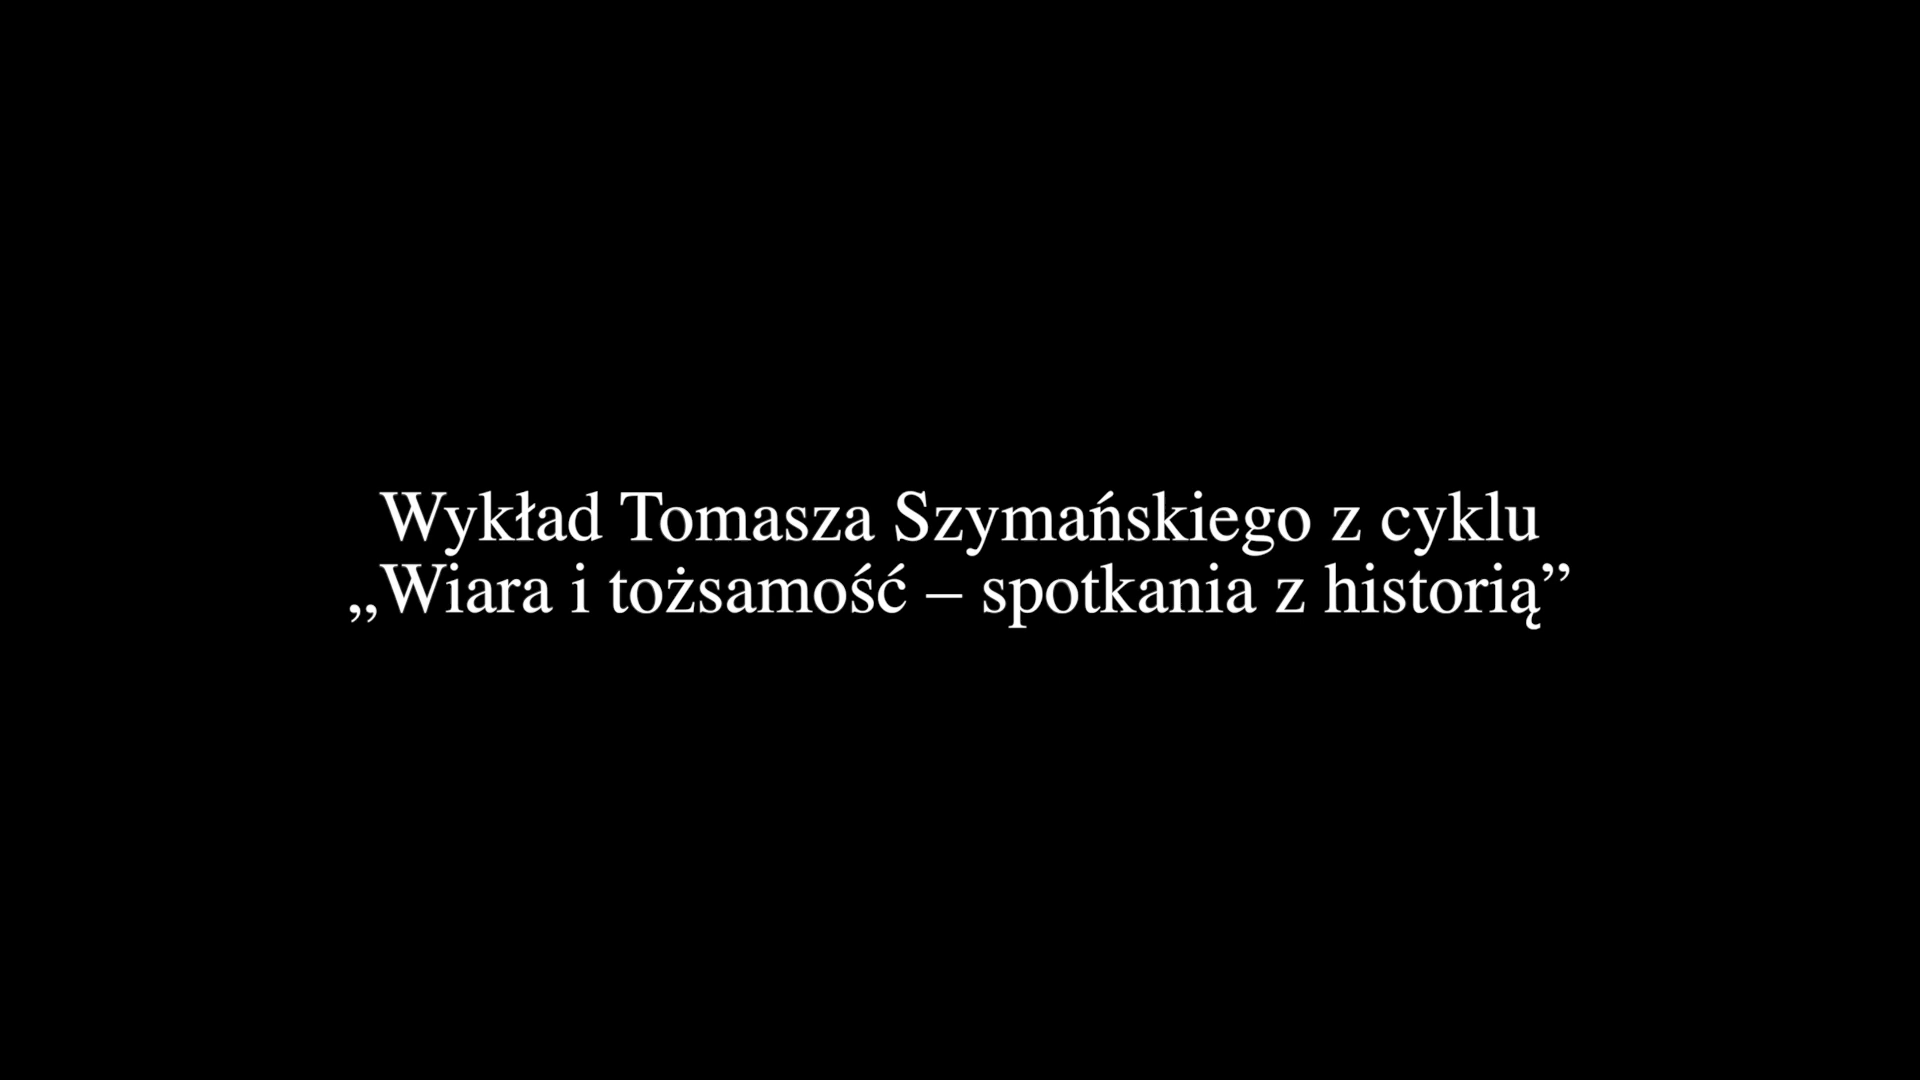 Wykład Tomasza Szymańskiego z cyklu
„Wiara i tożsamość – spotkania z historią”